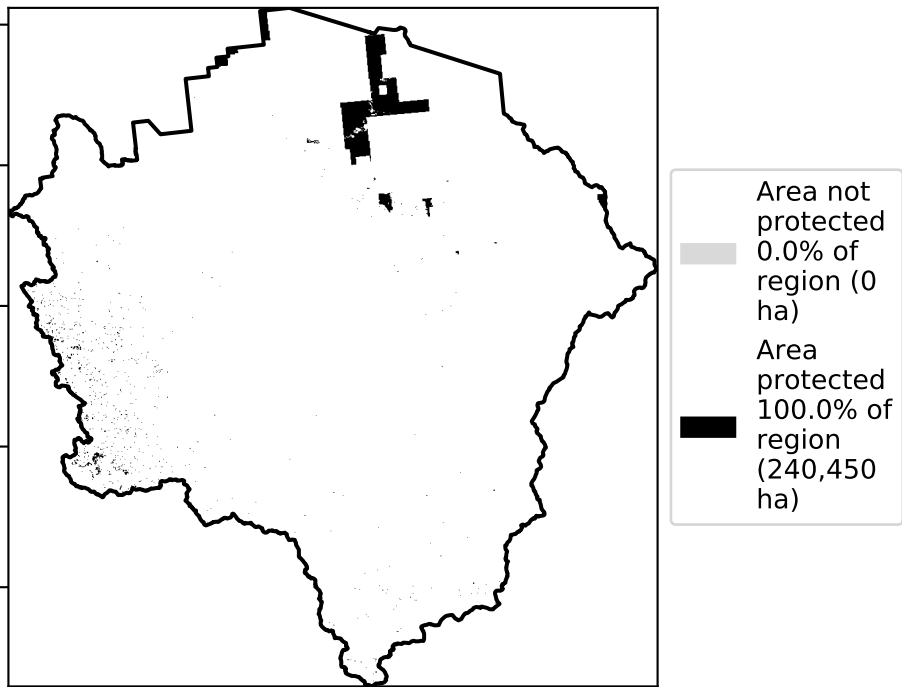 Area not
protected
0.0% of
region (0
ha)
Area
protected
100.0% of
region
(240,450
ha)